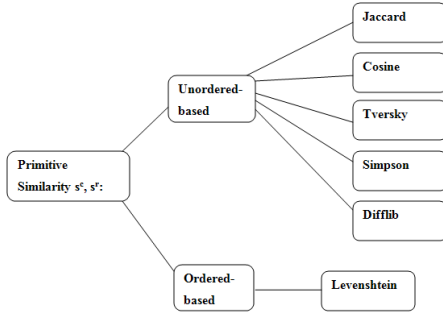 Jaccard
Cosine
Unordered-
based
Tversky
Primitive
Similarity sᶜ, sʳ:
Simpson
Difflib
Ordered-
based
Levenshtein